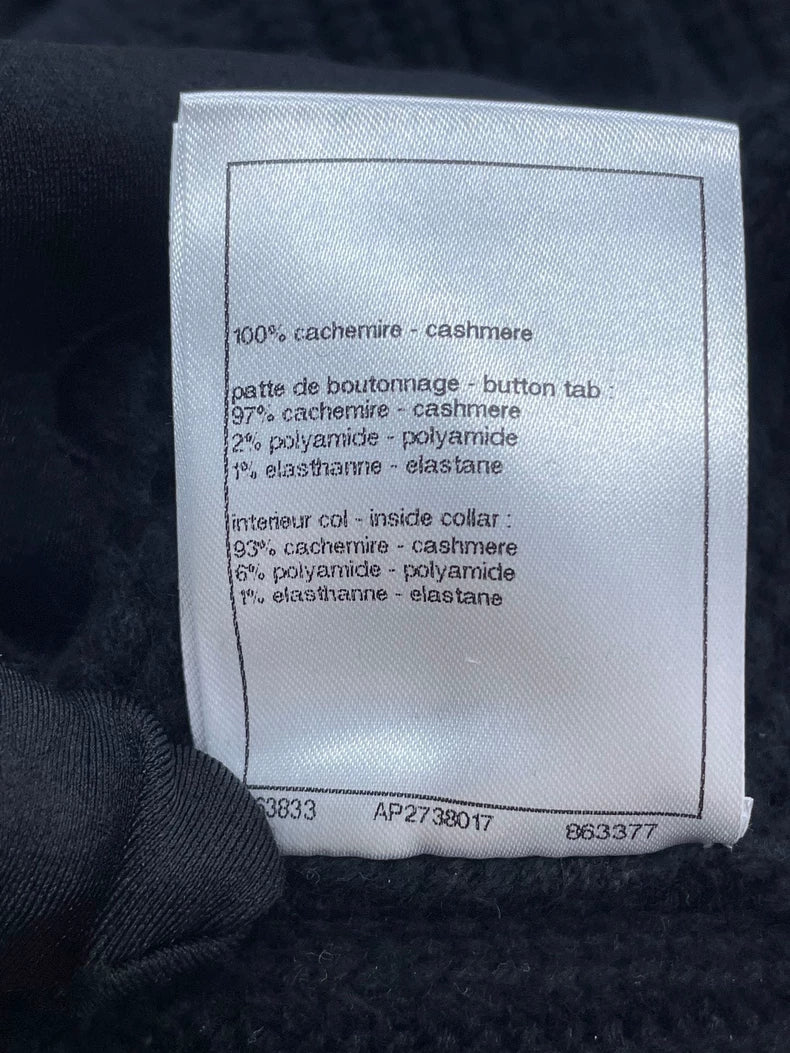 100% cachemire - cashmere
patte de boutonnage - button tab :
97% cachemire - cashmere
2% polyamide - polyamide
1% elasthanne - elastane
interieur col - inside collar :
93% cachemire - cashmere
6% polyamide - polyamide
1% elasthanne - elastane
AP2738017 863377